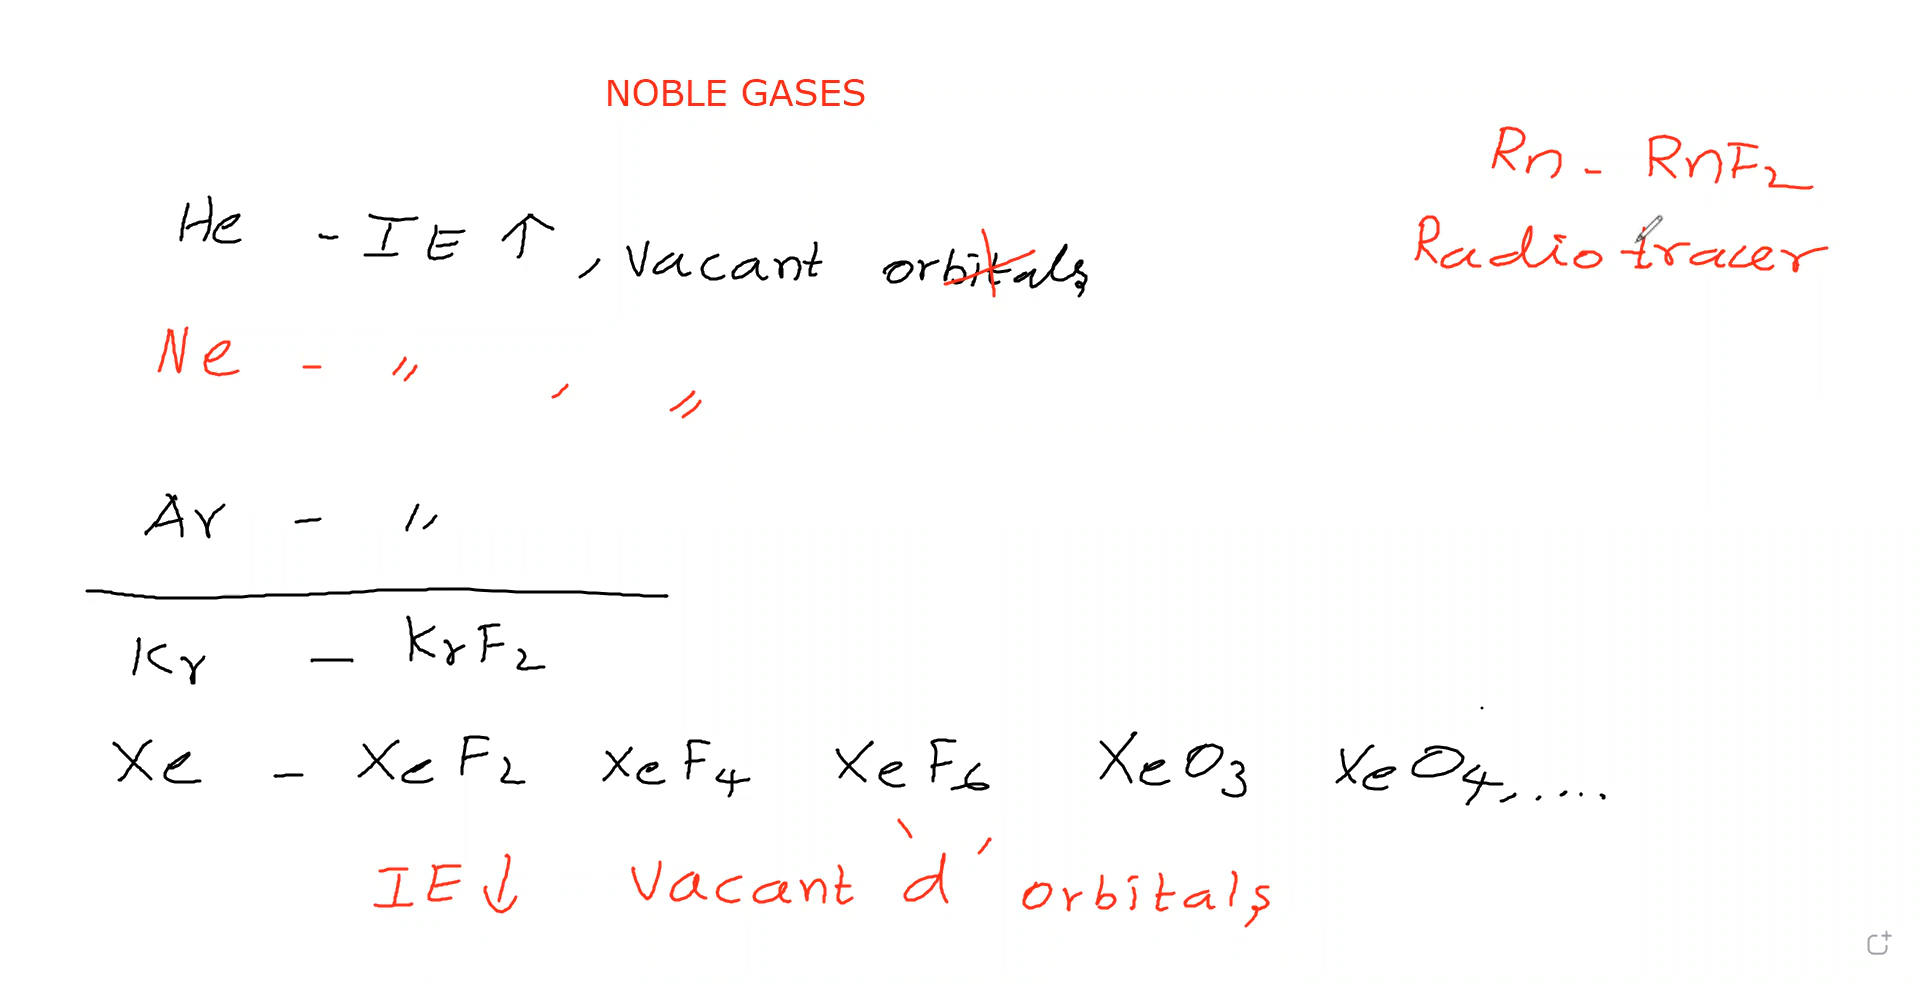 NOBLE GASES
Rn - RnF2
Radio tracer
He - IE ↑, Vacant orbitals
Ne - " , "
Ar - "
Kr - KrF2
Xe - XeF2 XeF4 XeF6 XeO3 XeO4,.....
IE↓ Vacant 'd' orbitals